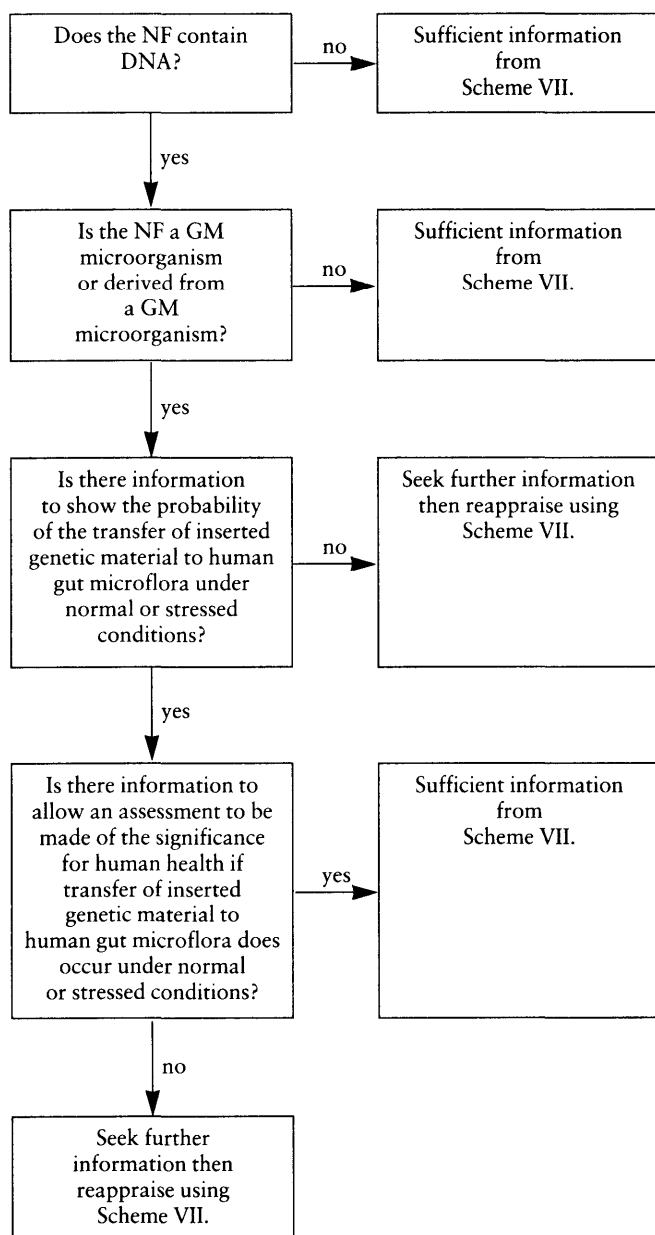 Does the NF contain
DNA?
no
Sufficient information
from
Scheme VII.
yes
Is the NF a GM
microorganism
or derived from
a GM
microorganism?
no
Sufficient information
from
Scheme VII.
yes
Is there information
to show the probability
of the transfer of inserted
genetic material to human
gut microflora under
normal or stressed
conditions?
no
Seek further information
then reappraise using
Scheme VII.
yes
Is there information to
allow an assessment to be
made of the significance
for human health if
transfer of inserted
genetic material to
human gut microflora does
occur under normal
or stressed conditions?
yes
Sufficient information
from
Scheme VII.
no
Seek further
information then
reappraise using
Scheme VII.